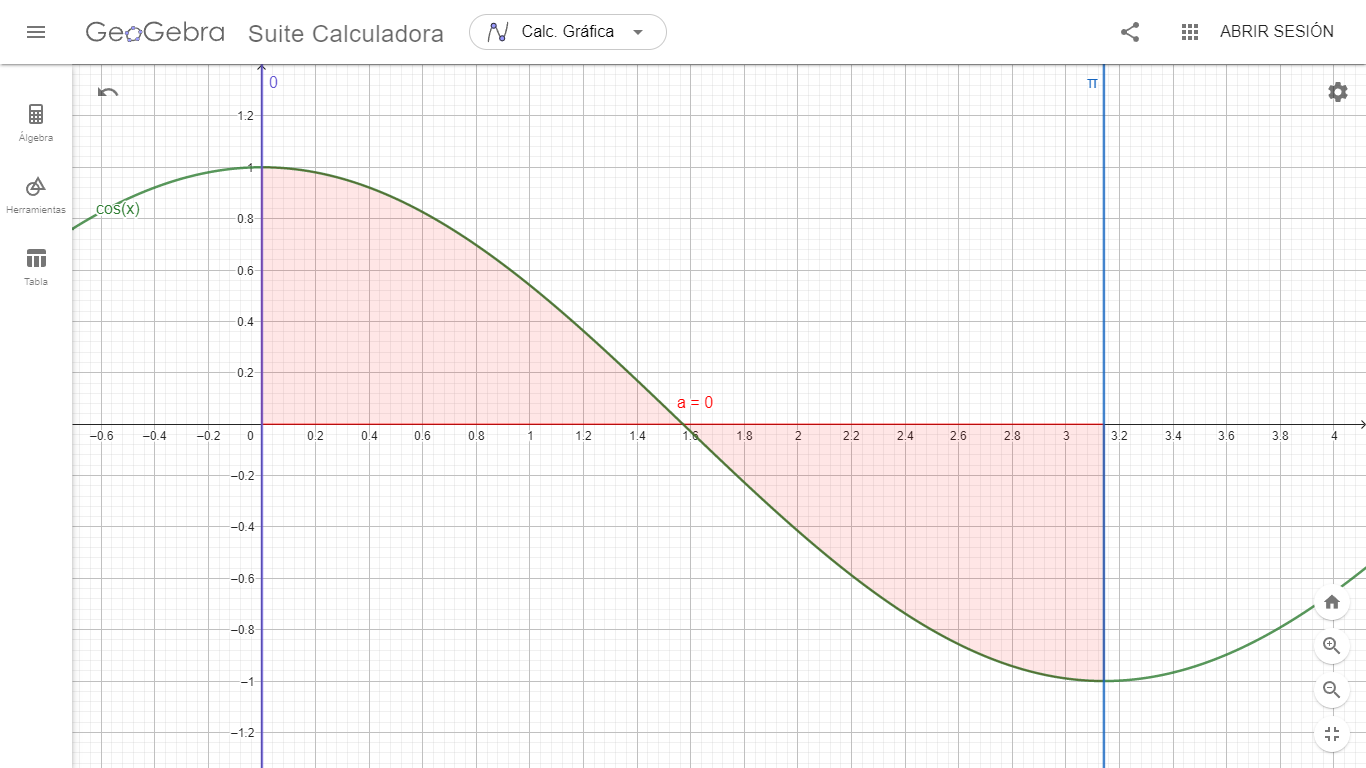 GeoGebra Suite Calculadora Calc. Gráfica ABRIR SESIÓN
Álgebra
Herramientas
Tabla
0 π
1.2
1
0.8
0.6
0.4
0.2
cos(x)
a = 0
−0.6 −0.4 −0.2 0 0.2 0.4 0.6 0.8 1 1.2 1.4 1.6 1.8 2 2.2 2.4 2.6 2.8 3 3.2 3.4 3.6 3.8 4
−0.2
−0.4
−0.6
−0.8
−1
−1.2